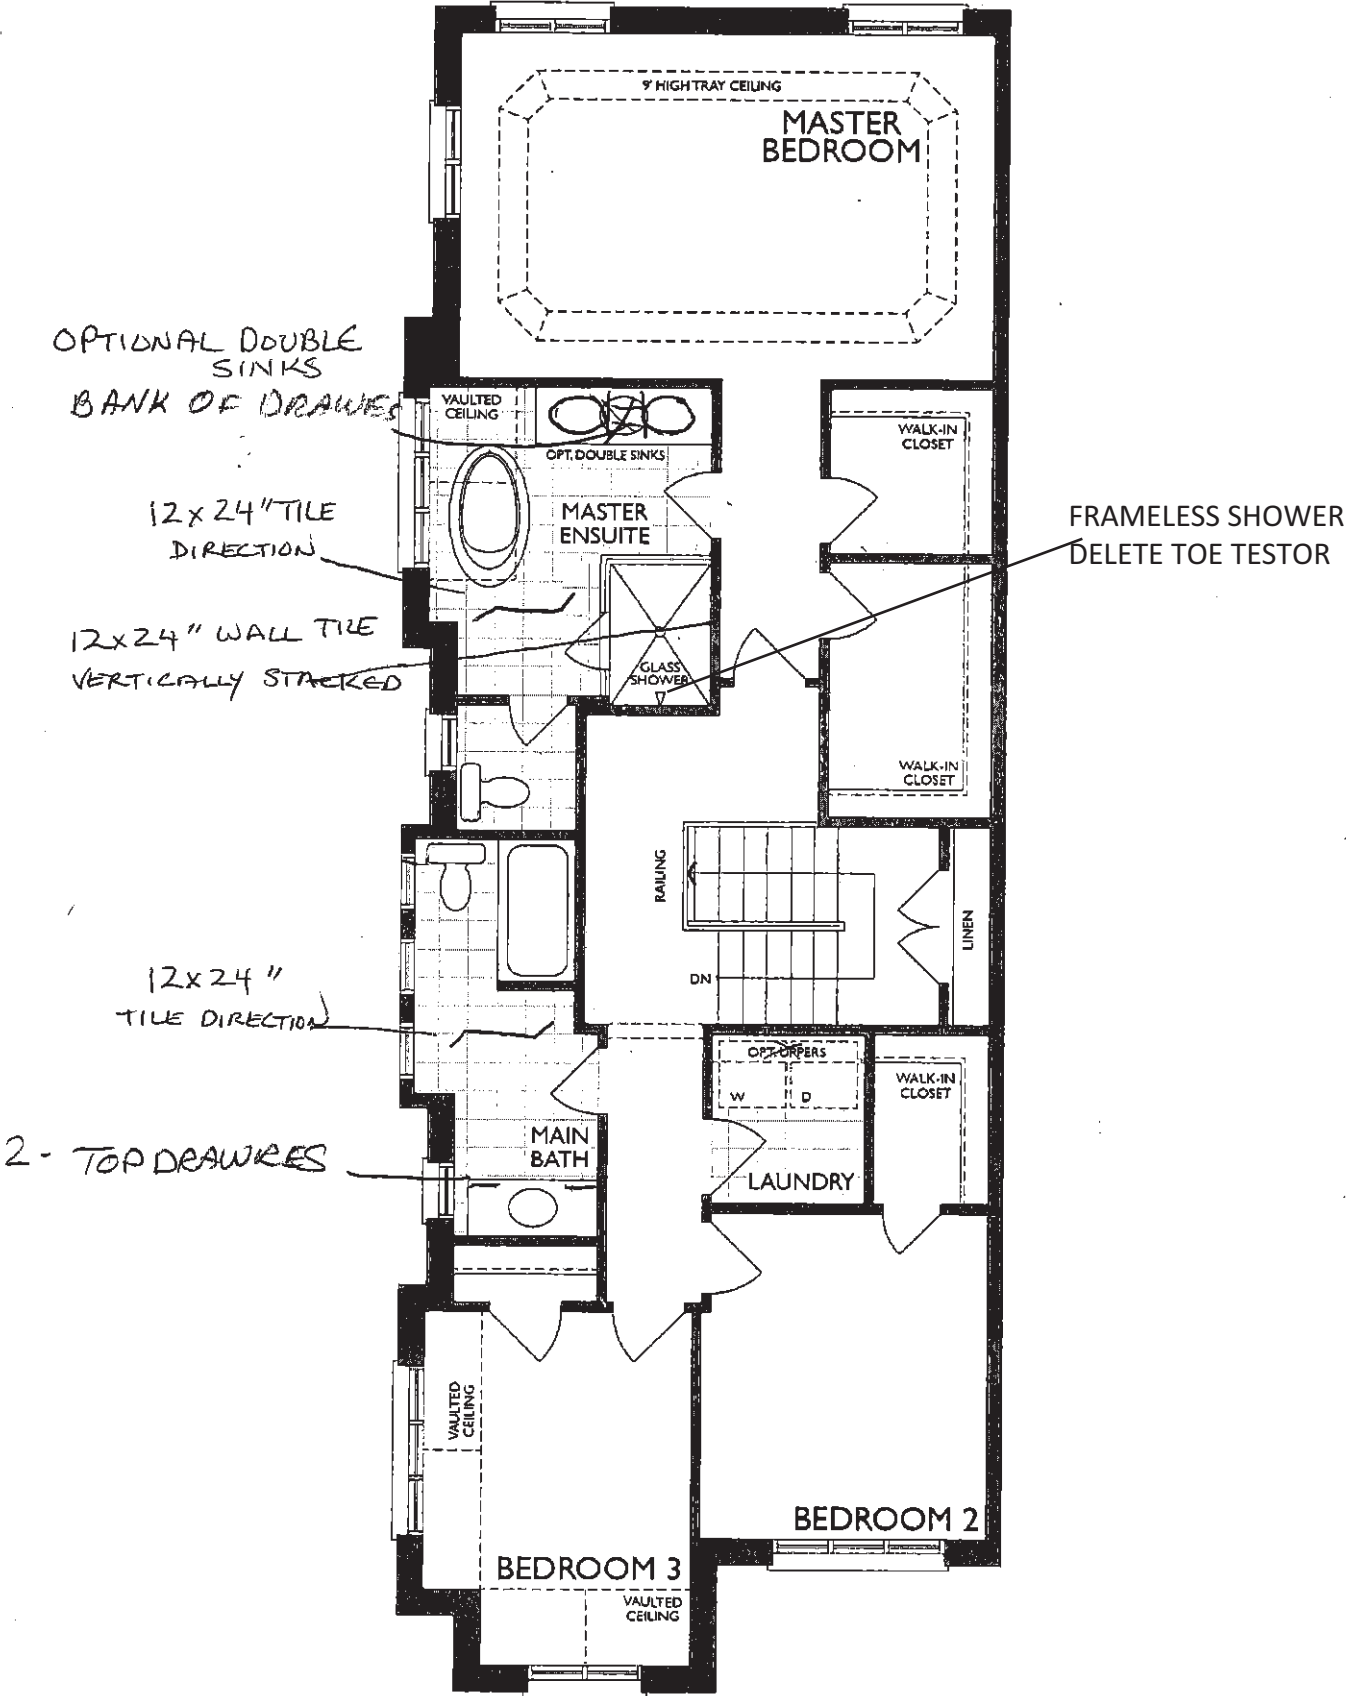 9' HIGH TRAY CEILING
MASTER
BEDROOM
OPTIONAL DOUBLE
SINKS
BANK OF DRAWES
VAULTED
CEILING
OPT. DOUBLE SINKS
WALK-IN
CLOSET
12x24" TILE
DIRECTION
MASTER
ENSUITE
FRAMELESS SHOWER
DELETE TOE TESTOR
12x24" WALL TILE
VERTICALLY STACKED
GLASS
SHOWER
WALK-IN
CLOSET
RAILING
LINEN
DN
12x24"
TILE DIRECTION
OPT. UPPERS
W D
WALK-IN
CLOSET
2 - TOP DRAWRES
MAIN
BATH
LAUNDRY
VAULTED
CEILING
BEDROOM 2
BEDROOM 3
VAULTED
CEILING